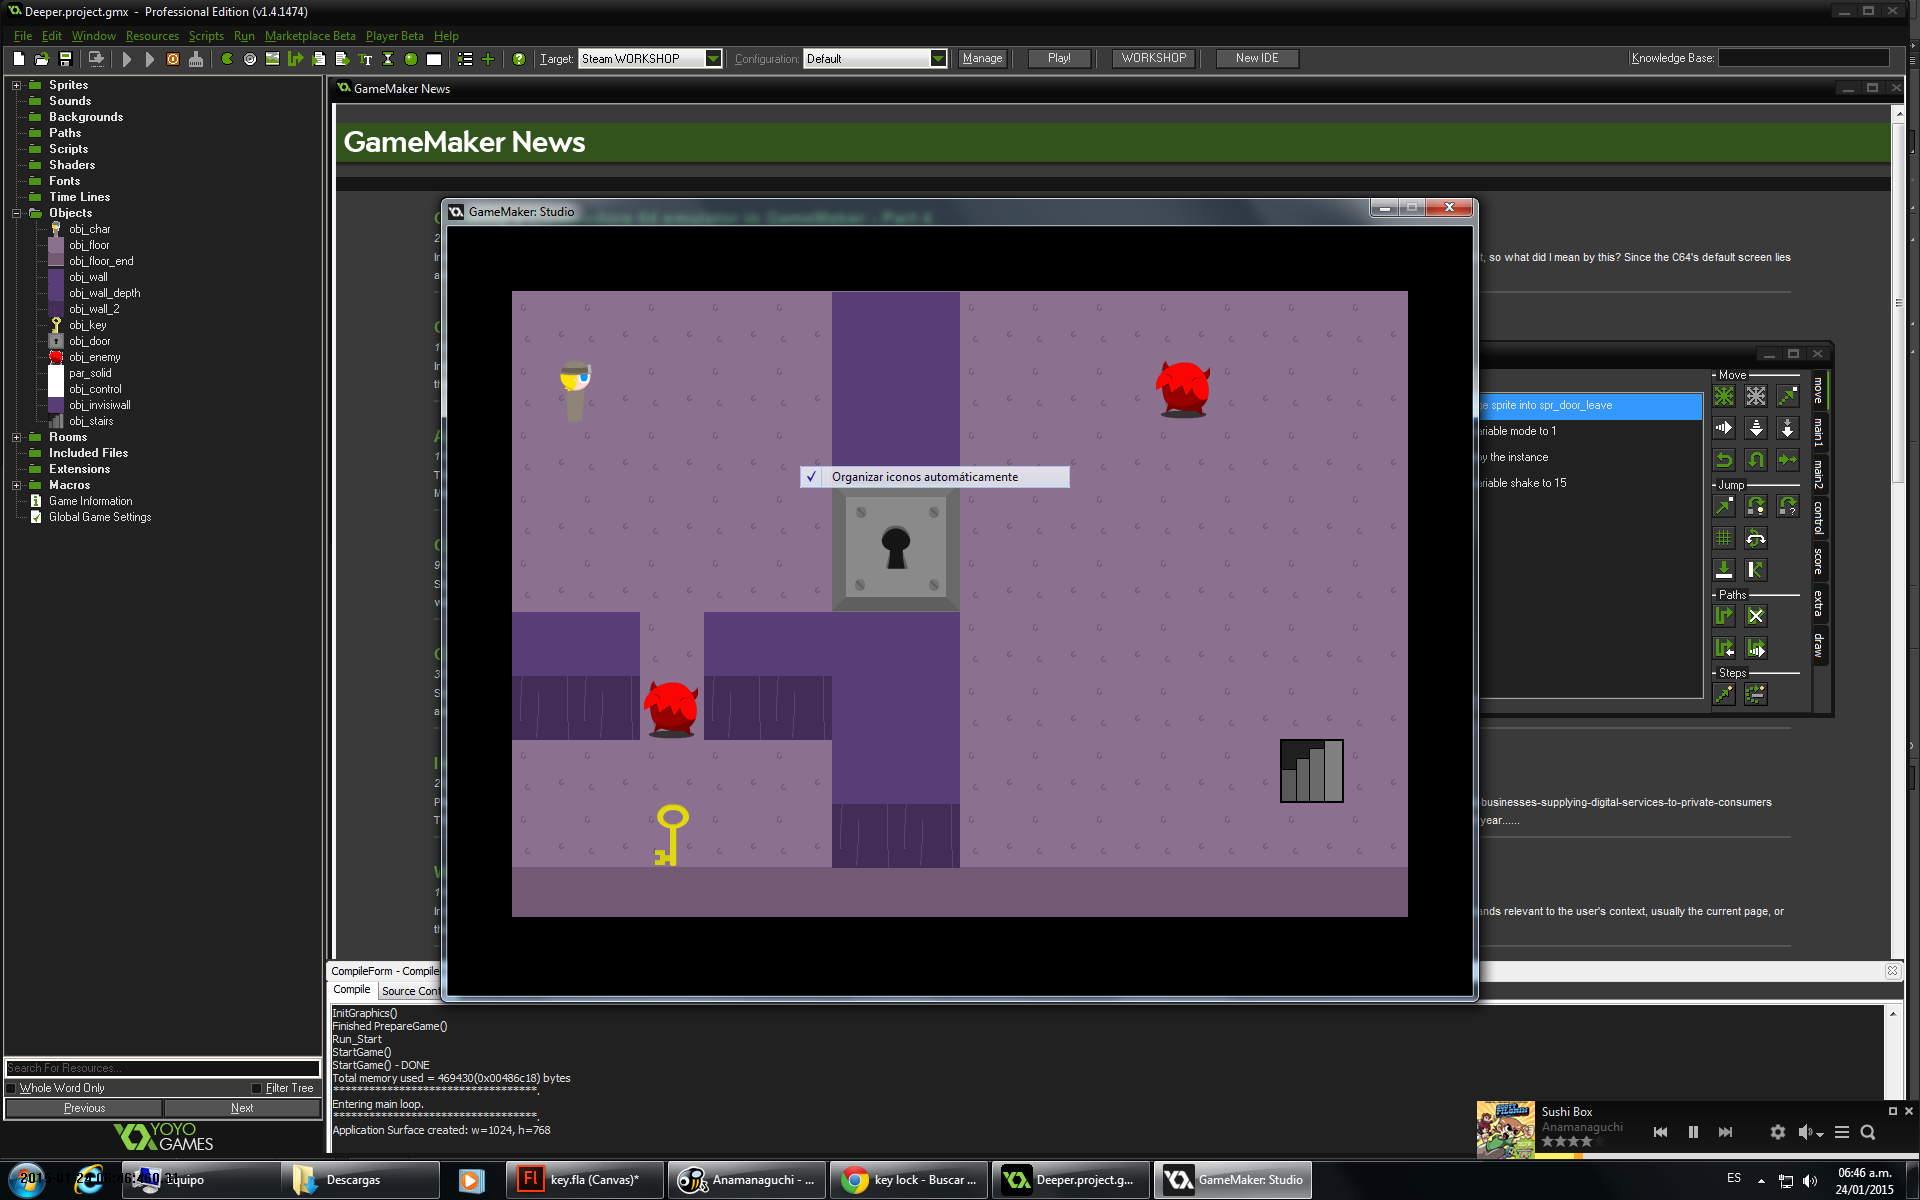 Deeper.project.gmx - Professional Edition (v1.4.1474)
File Edit Window Resources Scripts Run Marketplace Beta Player Beta Help
Target: Steam WORKSHOP Configuration: Default Manage Play! WORKSHOP New IDE Knowledge Base:
Sprites
Sounds
Backgrounds
Paths
Scripts
Shaders
Fonts
Time Lines
Objects
obj_char
obj_floor
obj_floor_end
obj_wall
obj_wall_depth
obj_wall_2
obj_key
obj_door
obj_enemy
par_solid
obj_control
obj_invisiwall
obj_stairs
Rooms
Included Files
Extensions
Macros
Game Information
Global Game Settings
Search For Resources...
Whole Word Only Filter Tree
Previous Next
YOYO
GAMES
GameMaker News
GameMaker News
GameMaker: Studio
Organizar iconos automáticamente
, so what did I mean by this? Since the C64's default screen lies
sprite into spr_door_leave
ariable mode to 1
y the instance
ariable shake to 15
Move
Jump
Paths
Steps
move
main1
main2
control
score
extra
draw
businesses-supplying-digital-services-to-private-consumers
year......
ands relevant to the user's context, usually the current page, or
CompileForm - Compile
Compile Source Cont
InitGraphics()
Finished PrepareGame()
Run_Start
StartGame()
StartGame() - DONE
Total memory used = 469430(0x00486c18) bytes
***********************************.
Entering main loop.
***********************************.
Application Surface created: w=1024, h=768
Sushi Box
Anamanaguchi
Equipo
Descargas
key.fla (Canvas)*
Anamanaguchi - ...
key lock - Buscar ...
Deeper.project.g...
GameMaker: Studio
ES
06:46 a.m.
24/01/2015